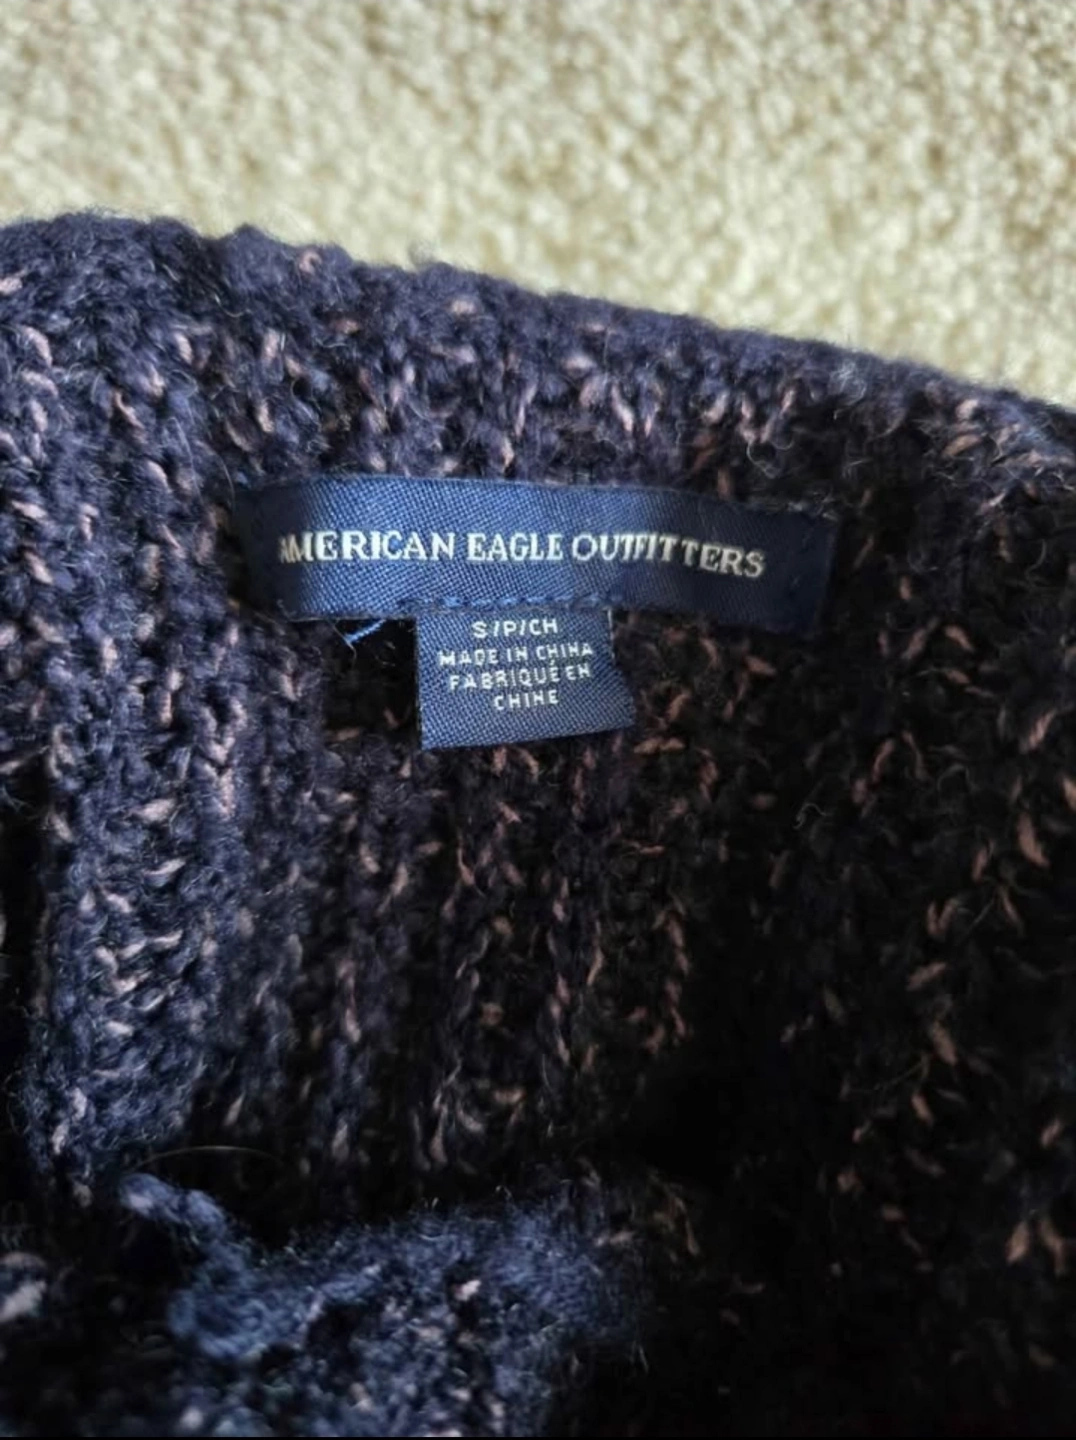 AMERICAN EAGLE OUTFITTERS
S/P/CH
MADE IN CHINA
FABRIQUÉ EN
CHINE